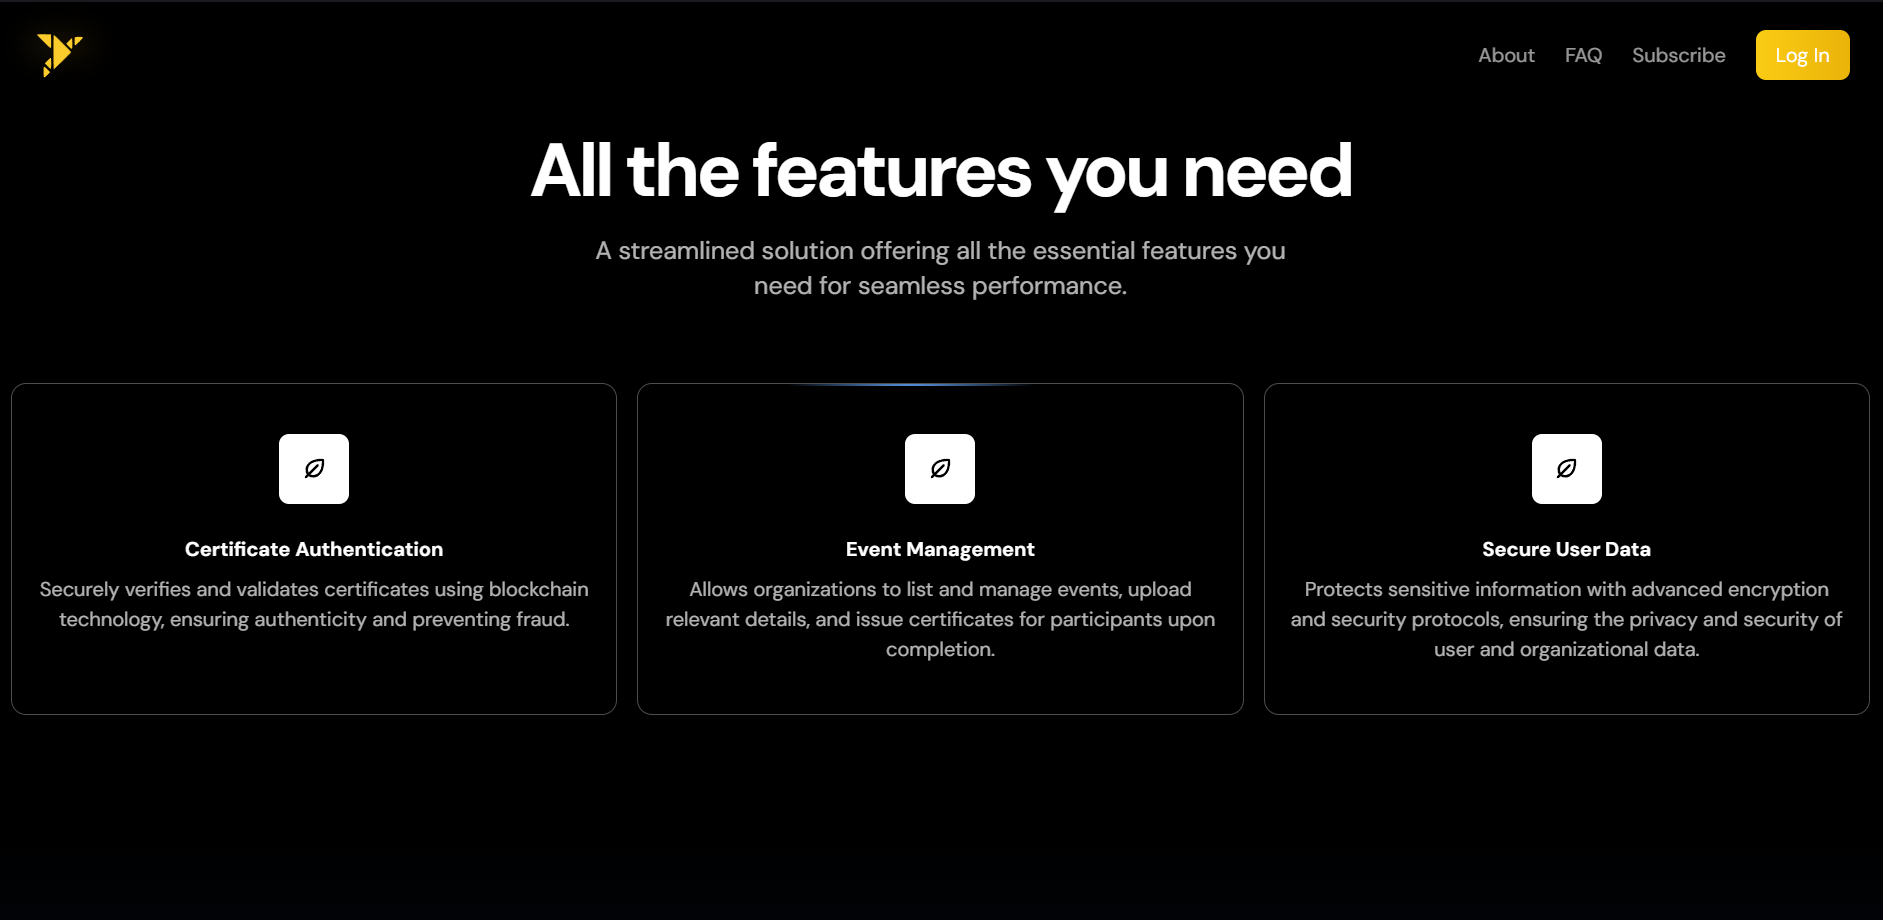 About FAQ Subscribe Log In
All the features you need
A streamlined solution offering all the essential features you
need for seamless performance.
Certificate Authentication
Securely verifies and validates certificates using blockchain
technology, ensuring authenticity and preventing fraud.
Event Management
Allows organizations to list and manage events, upload
relevant details, and issue certificates for participants upon
completion.
Secure User Data
Protects sensitive information with advanced encryption
and security protocols, ensuring the privacy and security of
user and organizational data.